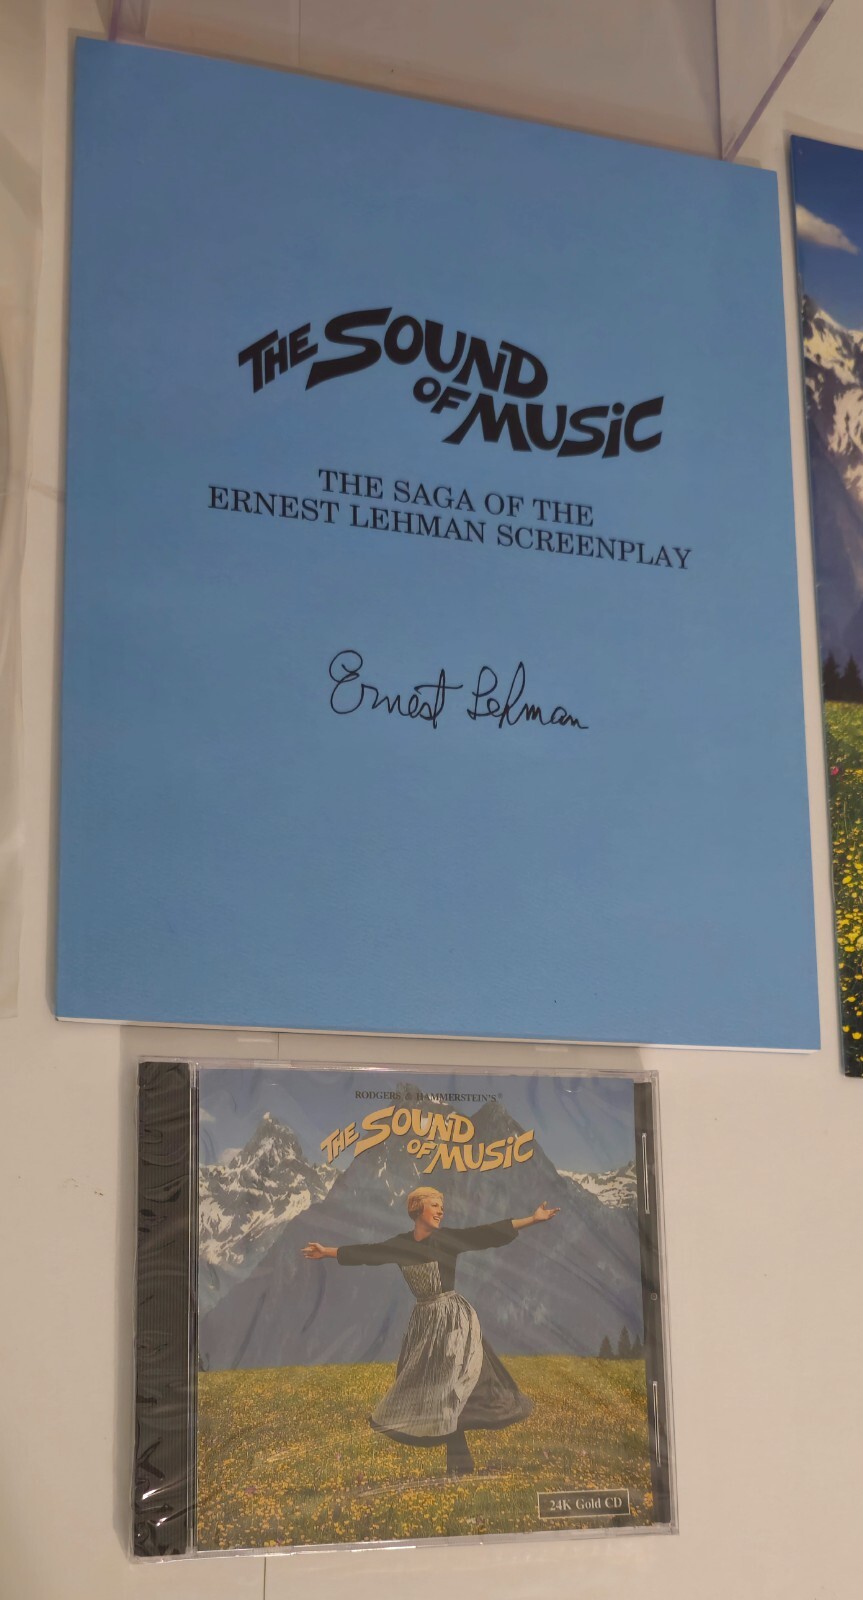 THE SOUND
OF MUSIC
THE SAGA OF THE
ERNEST LEHMAN SCREENPLAY
Ernest Lehman
RODGERS & HAMMERSTEIN'S®
THE SOUND
OF MUSIC
24K Gold CD